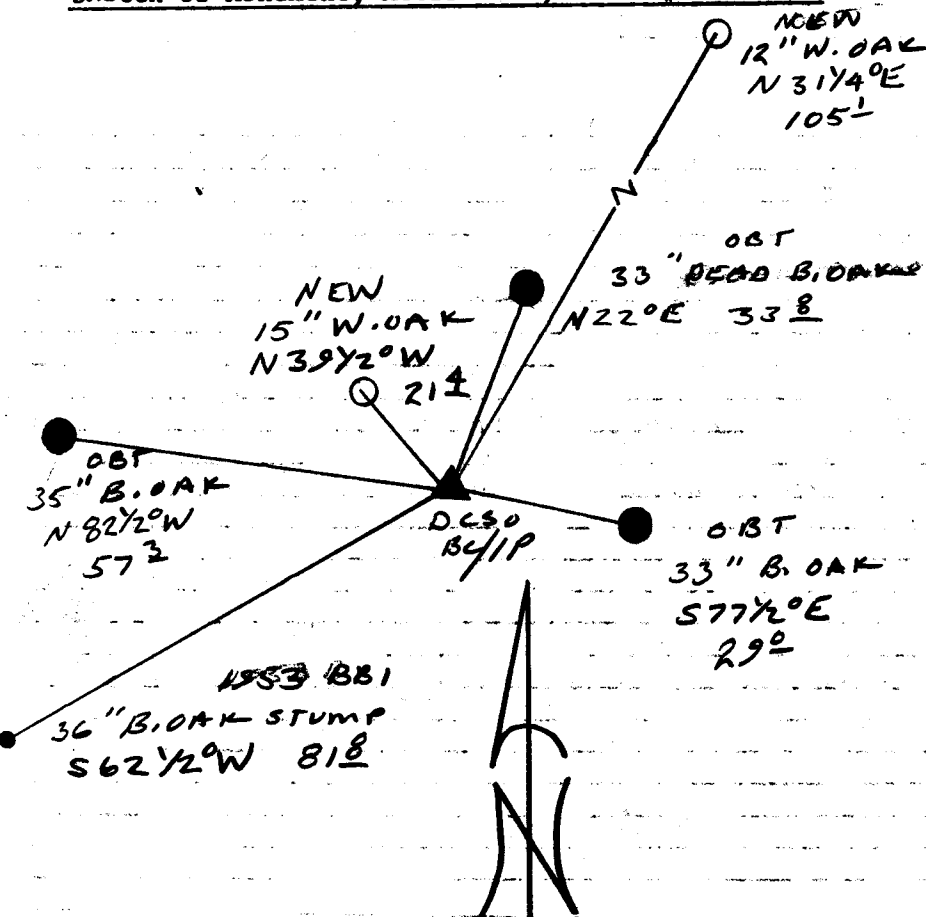 NEW
12" W. OAK
N 31 1/4° E
105 1
N
OBT
33" DEAD B. OAK
N 22° E 33 8
NEW
15" W. OAK
N 39 1/2° W
21 4
OBT
35" B. OAK
N 82 1/2° W
57 3
DCSO
BC/IP
OBT
33" B. OAK
S 77 1/2° E
29 0
1953 BB1
36" B. OAK STUMP
S 62 1/2° W 81 8
N